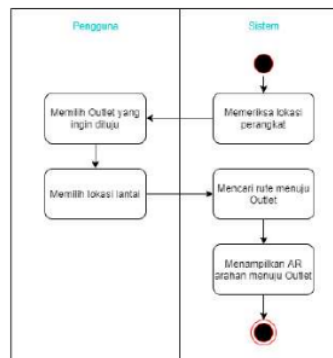 Pengguna
Sistem
Memeriksa lokasi
perangkat
Memilih Outlet yang
ingin dituju
Memilih lokasi lantai
Mencari rute menuju
Outlet
Menampilkan AR
arahan menuju Outlet